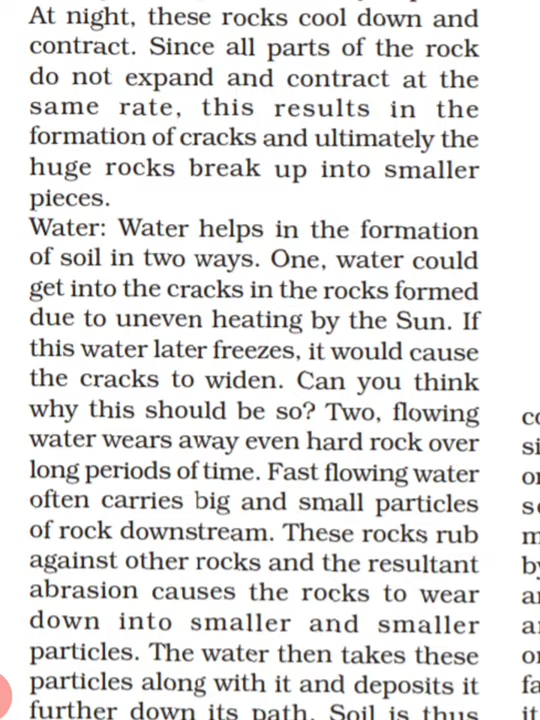 At night, these rocks cool down and
contract. Since all parts of the rock
do not expand and contract at the
same rate, this results in the
formation of cracks and ultimately the
huge rocks break up into smaller
pieces.
Water: Water helps in the formation
of soil in two ways. One, water could
get into the cracks in the rocks formed
due to uneven heating by the Sun. If
this water later freezes, it would cause
the cracks to widen. Can you think
why this should be so? Two, flowing
water wears away even hard rock over
long periods of time. Fast flowing water
often carries big and small particles
of rock downstream. These rocks rub
against other rocks and the resultant
abrasion causes the rocks to wear
down into smaller and smaller
particles. The water then takes these
particles along with it and deposits it
further down its path. Soil is thus